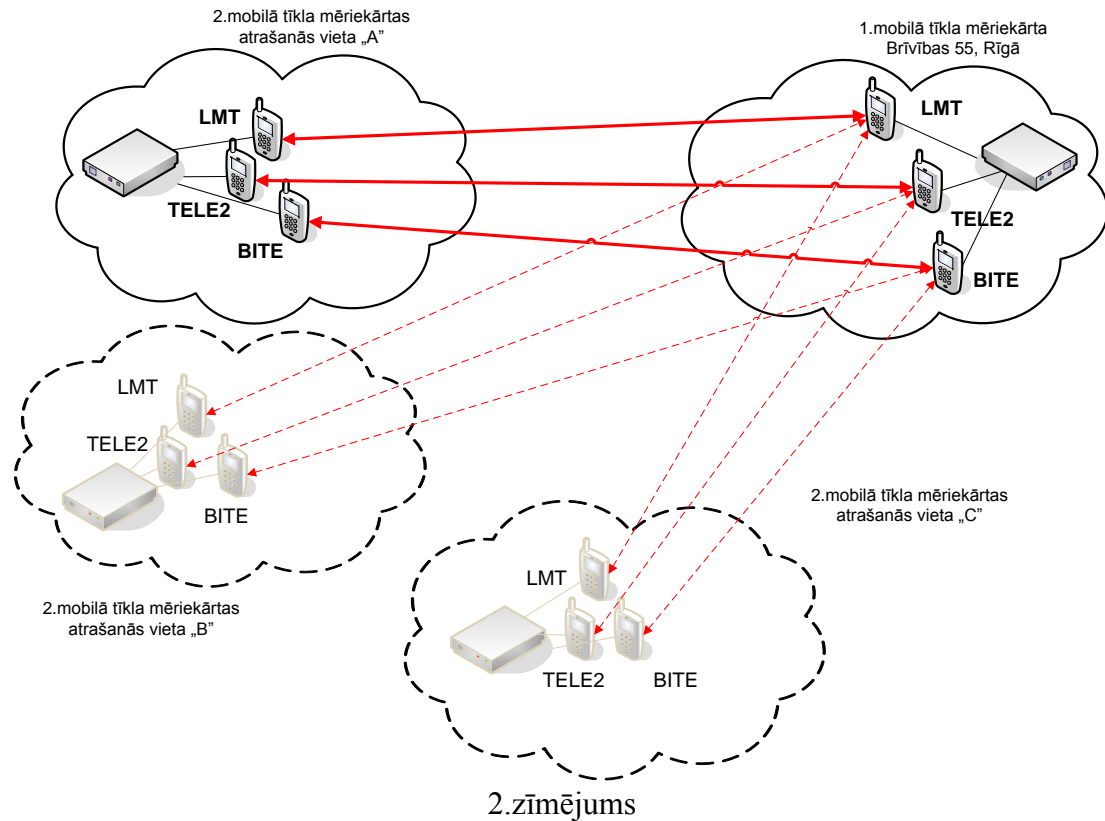 2.mobilā tīkla mēriekārtas
atrašanās vieta „A”
1.mobilā tīkla mēriekārta
Brīvības 55, Rīgā
LMT
TELE2
BITE
LMT
TELE2
BITE
LMT
TELE2
BITE
2.mobilā tīkla mēriekārtas
atrašanās vieta „B”
2.mobilā tīkla mēriekārtas
atrašanās vieta „C”
LMT
TELE2
BITE
2.zīmējums